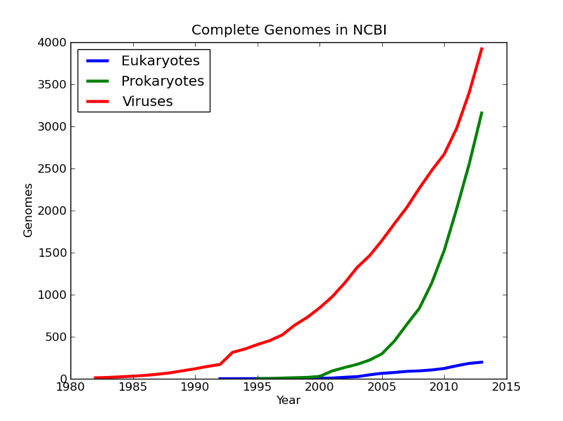 Complete Genomes in NCBI
4000
3500
3000
2500
2000
1500
1000
500
0
Genomes
Eukaryotes
Prokaryotes
Viruses
1980 1985 1990 1995 2000 2005 2010 2015
Year